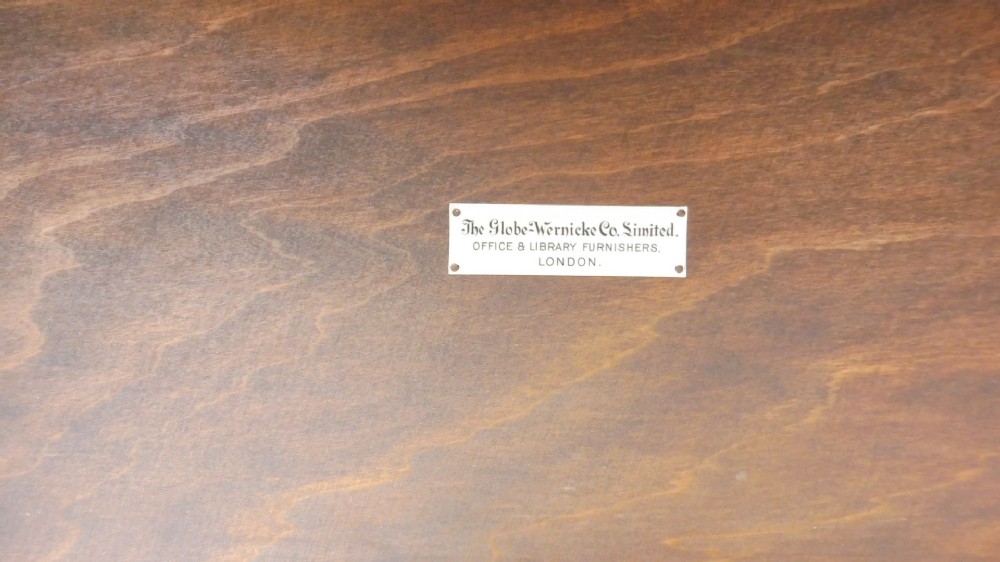 The Globe-Wernicke Co. Limited.
OFFICE & LIBRARY FURNISHERS.
LONDON.